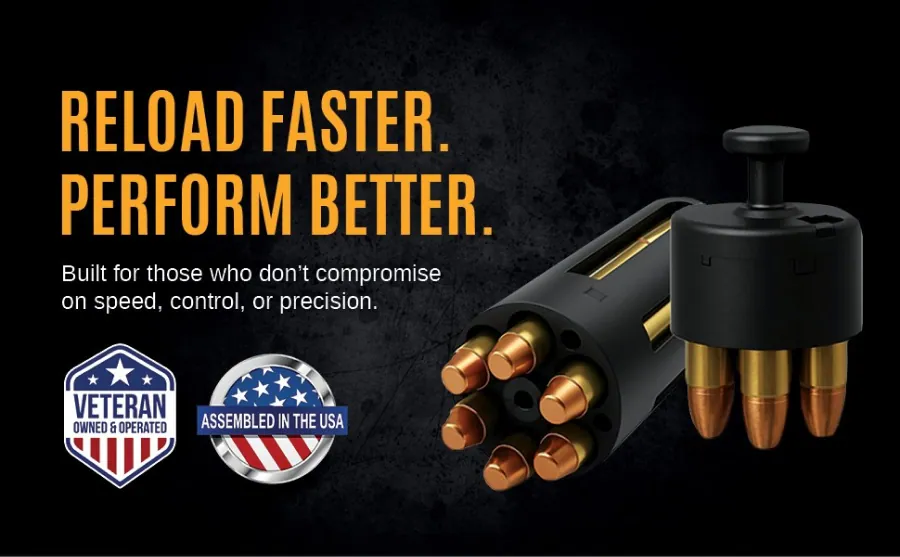 RELOAD FASTER.
PERFORM BETTER.
Built for those who don’t compromise
on speed, control, or precision.
VETERAN
OWNED & OPERATED
ASSEMBLED IN THE USA